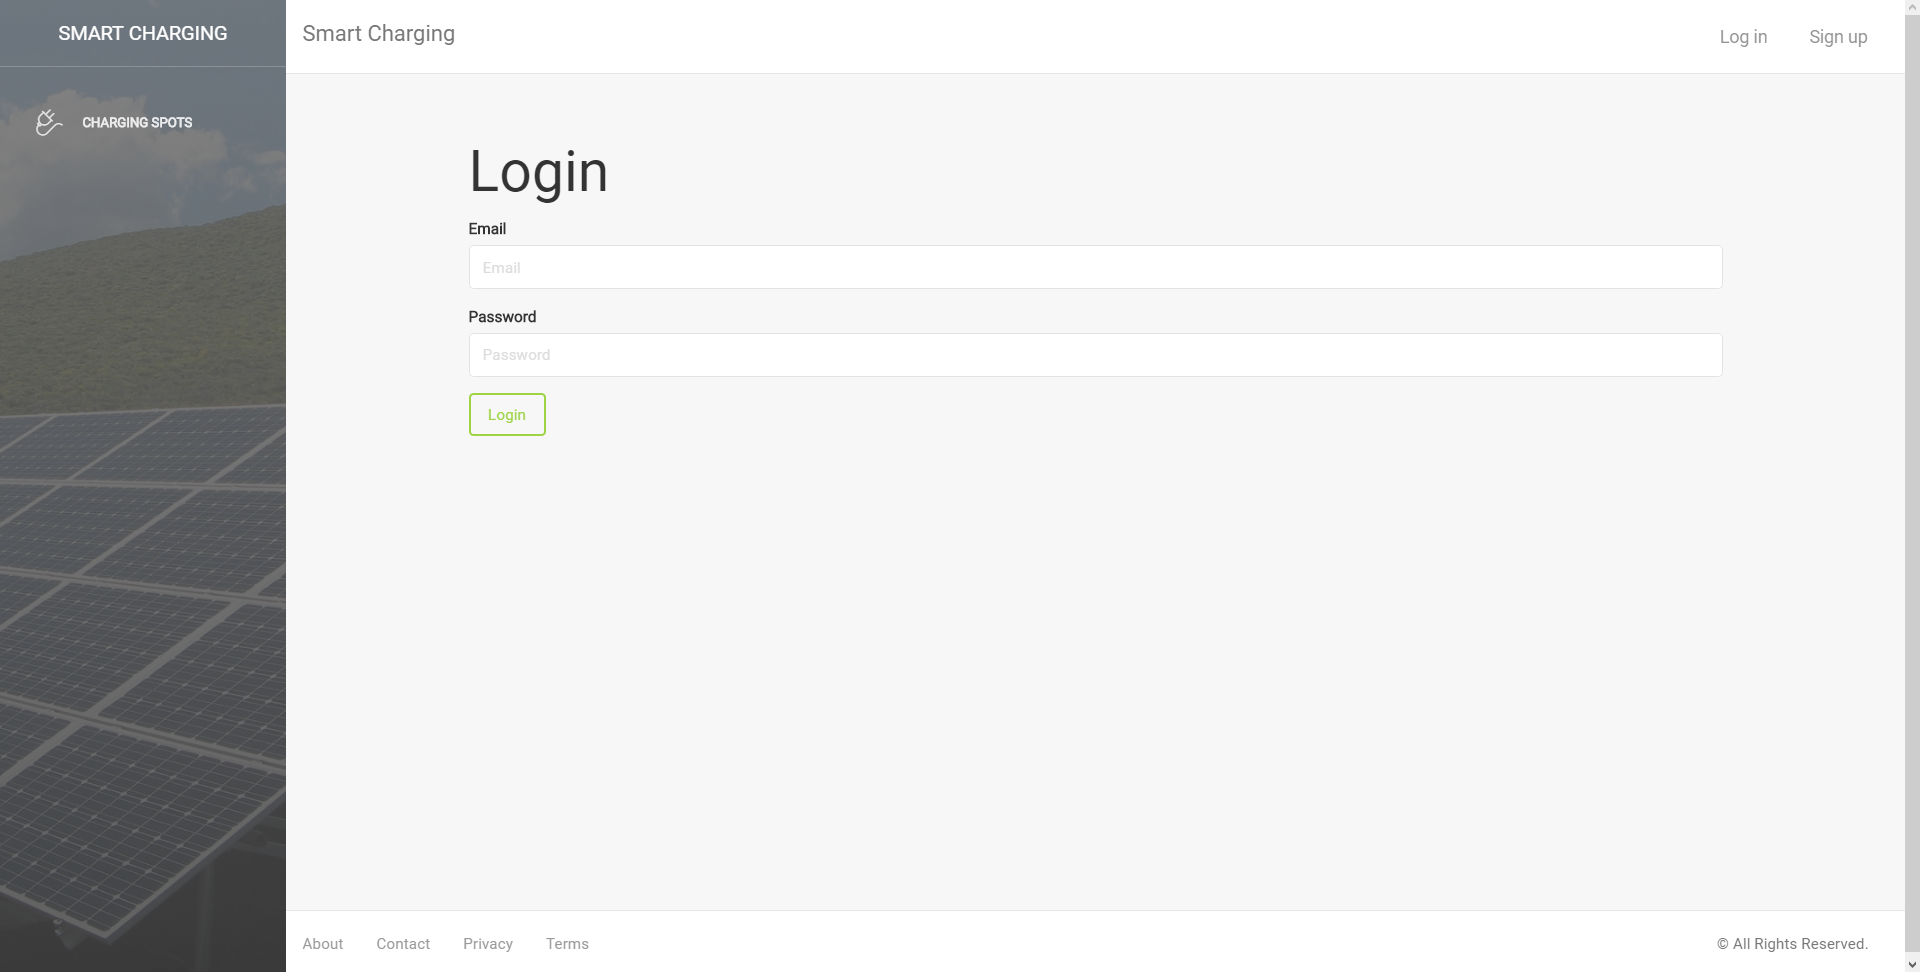 SMART CHARGING
CHARGING SPOTS
Smart Charging
Log in
Sign up
Login
Email
Email
Password
Password
Login
About
Contact
Privacy
Terms
© All Rights Reserved.